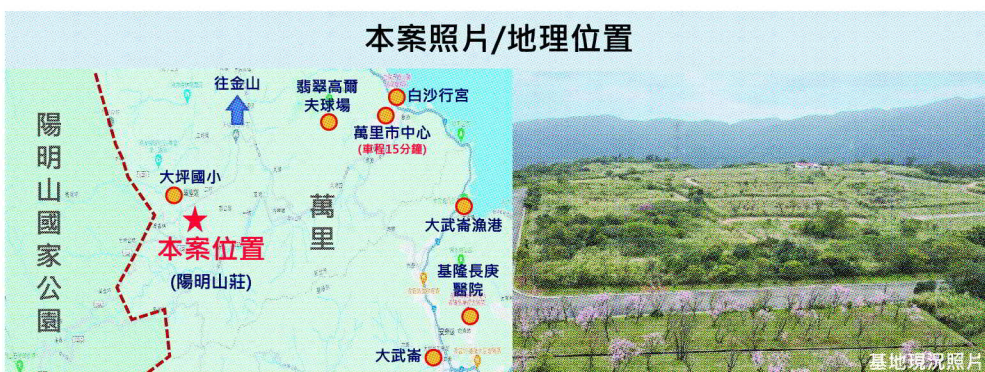 本案照片/地理位置
往金山
翡翠高爾
夫球場
白沙行宮
萬里市中心
(車程15分鐘)
陽明山國家公園
大坪國小
萬里
大武崙漁港
本案位置
(陽明山莊)
基隆長庚
醫院
大武崙
基地現況照片